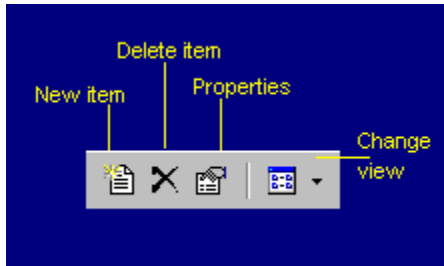 Delete item
New item
Properties
Change
view